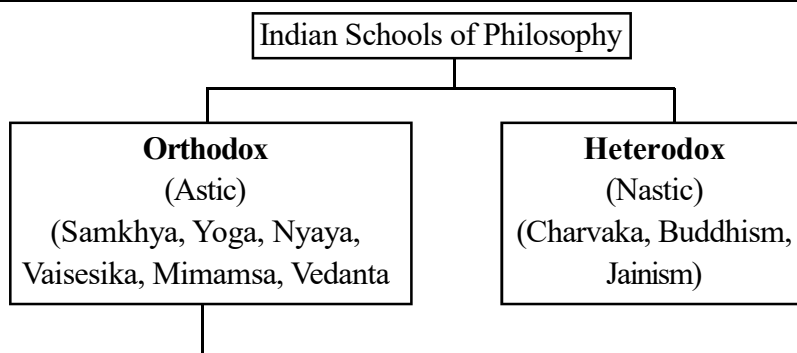 Indian Schools of Philosophy
Orthodox
(Astic)
(Samkhya, Yoga, Nyaya,
Vaisesika, Mimamsa, Vedanta
Heterodox
(Nastic)
(Charvaka, Buddhism,
Jainism)